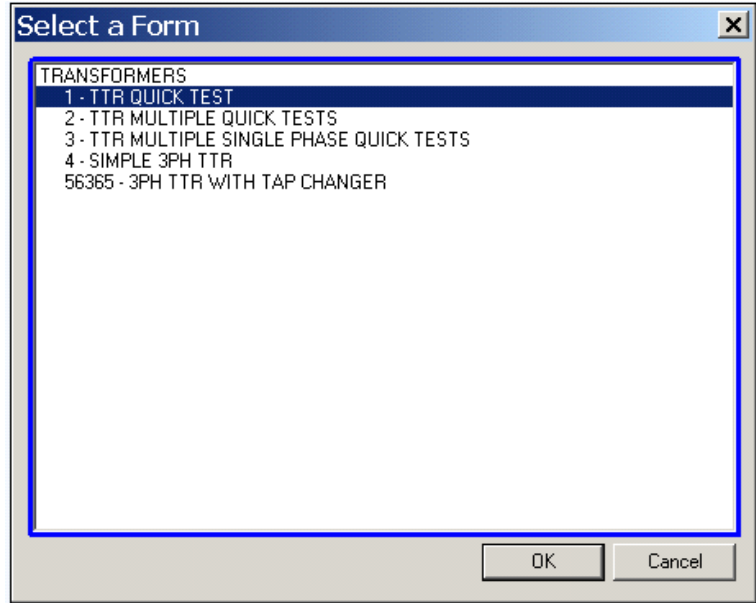 Select a Form
TRANSFORMERS
1 - TTR QUICK TEST
2 - TTR MULTIPLE QUICK TESTS
3 - TTR MULTIPLE SINGLE PHASE QUICK TESTS
4 - SIMPLE 3PH TTR
56365 - 3PH TTR WITH TAP CHANGER
OK
Cancel